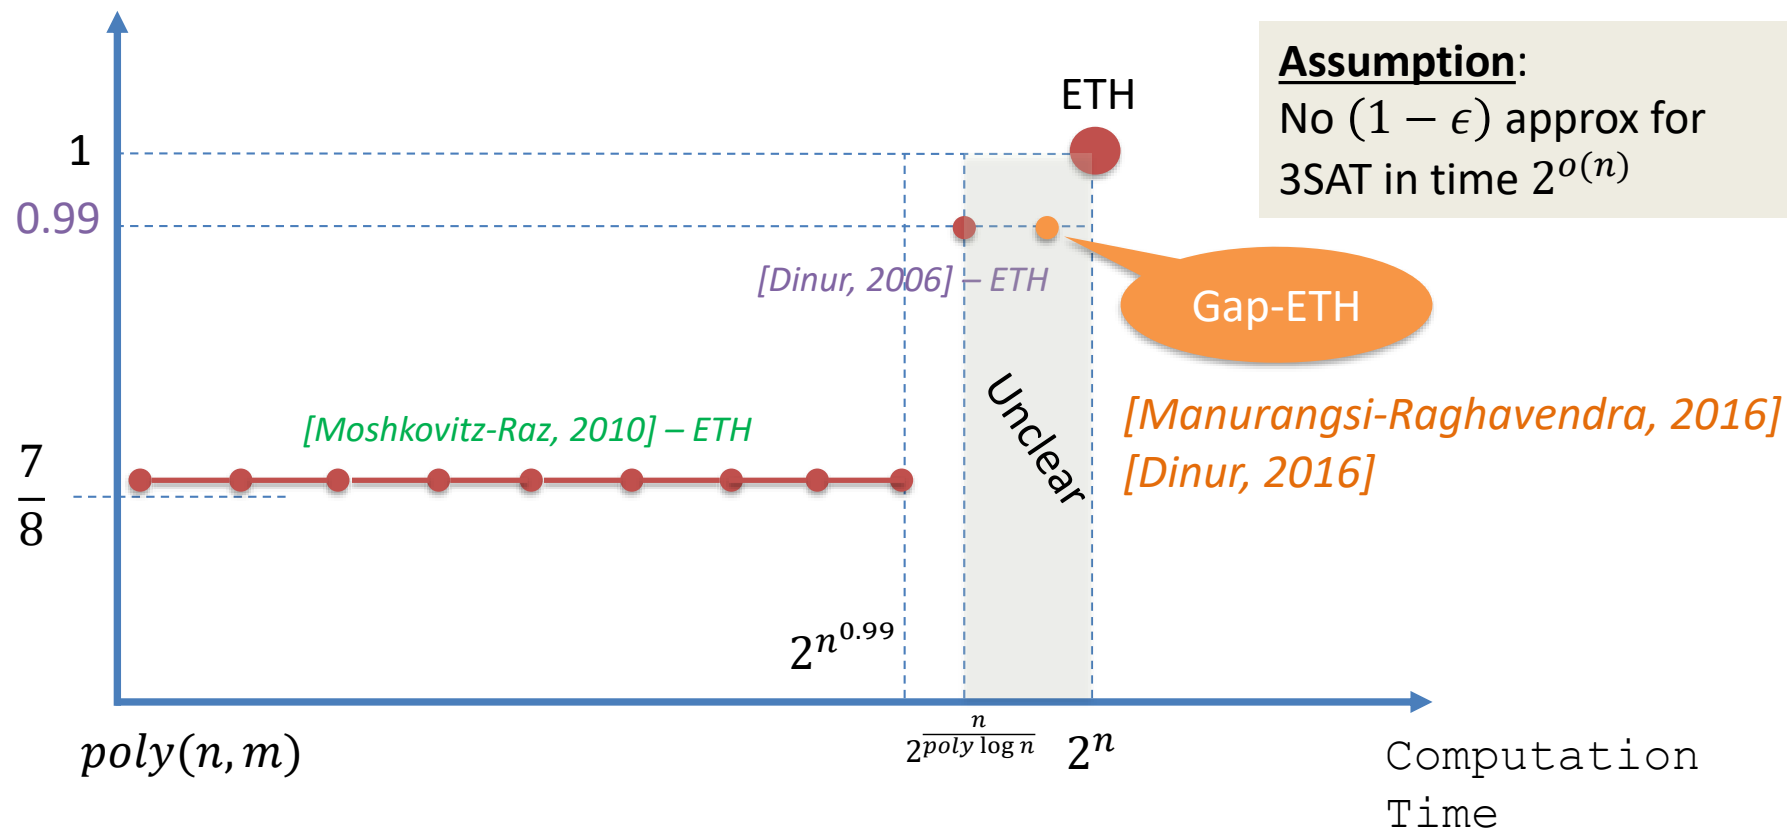 Assumption:
No (1 − ϵ) approx for
3SAT in time 2^{o(n)}
ETH
1
0.99
[Dinur, 2006] – ETH
Gap-ETH
Unclear
[Manurangsi-Raghavendra, 2016]
[Dinur, 2016]
[Moshkovitz-Raz, 2010] – ETH
7/8
2^{n^{0.99}}
poly(n, m)
2^{n/poly log n}
2^n
Computation
Time